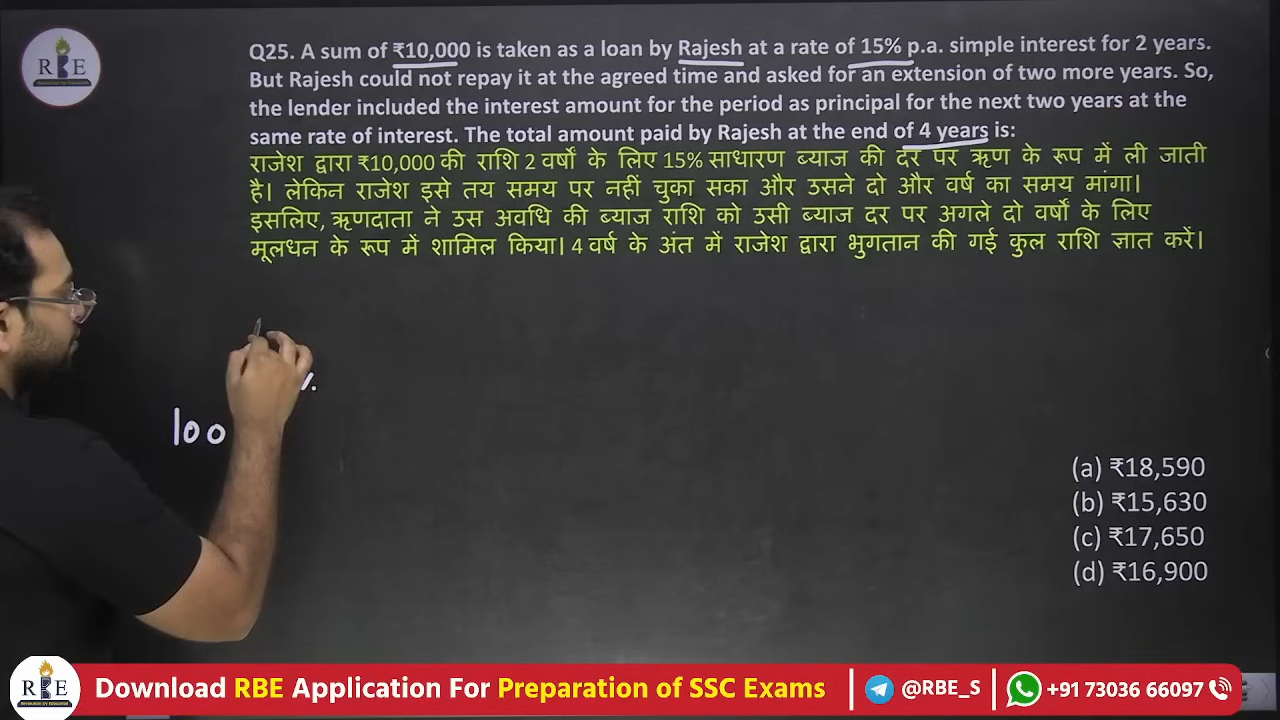 RBE
Q25. A sum of ₹10,000 is taken as a loan by Rajesh at a rate of 15% p.a. simple interest for 2 years.
But Rajesh could not repay it at the agreed time and asked for an extension of two more years. So,
the lender included the interest amount for the period as principal for the next two years at the
same rate of interest. The total amount paid by Rajesh at the end of 4 years is:
राजेश द्वारा ₹10,000 की राशि 2 वर्षों के लिए 15% साधारण ब्याज की दर पर ऋण के रूप में ली जाती
है। लेकिन राजेश इसे तय समय पर नहीं चुका सका और उसने दो और वर्ष का समय मांगा।
इसलिए, ऋणदाता ने उस अवधि की ब्याज राशि को उसी ब्याज दर पर अगले दो वर्षों के लिए
मूलधन के रूप में शामिल किया। 4 वर्ष के अंत में राजेश द्वारा भुगतान की गई कुल राशि ज्ञात करें।
%
100
(a) ₹18,590
(b) ₹15,630
(c) ₹17,650
(d) ₹16,900
RBE
Download RBE Application For Preparation of SSC Exams
@RBE_S
+91 73036 66097